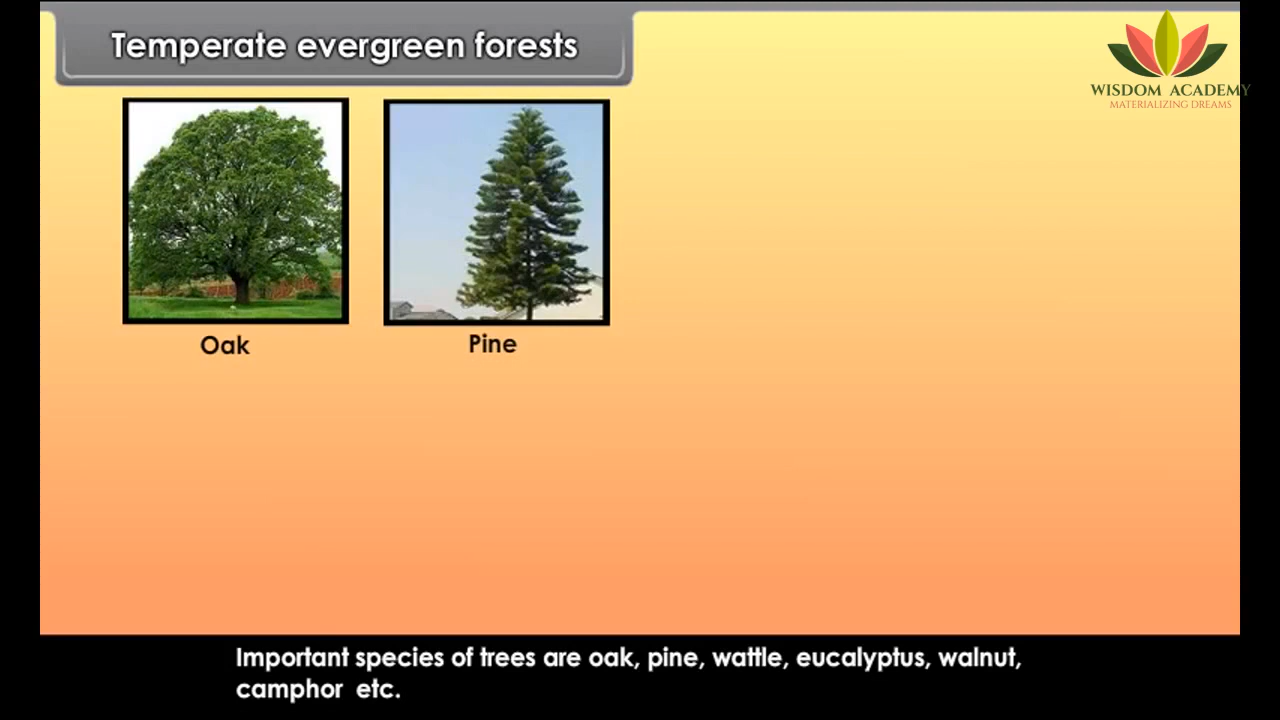 Temperate evergreen forests
WISDOM ACADEMY
MATERIALIZING DREAMS
Oak
Pine
Important species of trees are oak, pine, wattle, eucalyptus, walnut,
camphor etc.